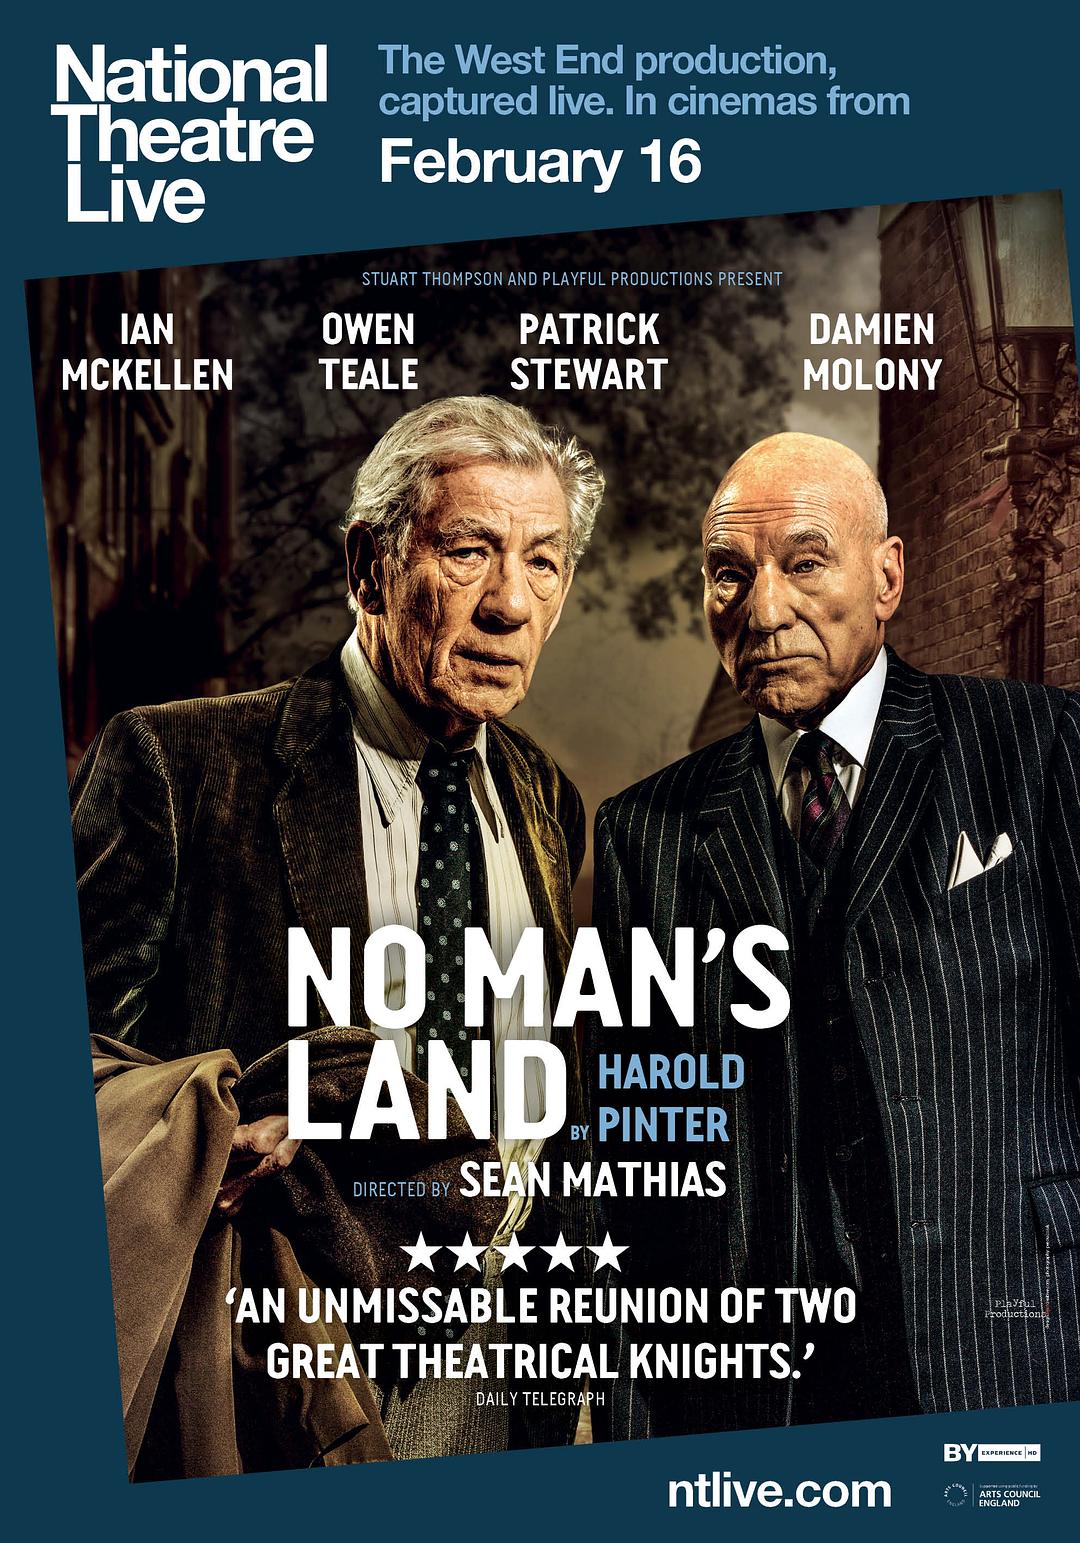 National
Theatre
Live
The West End production,
captured live. In cinemas from
February 16
STUART THOMPSON AND PLAYFUL PRODUCTIONS PRESENT
IAN
MCKELLEN
OWEN
TEALE
PATRICK
STEWART
DAMIEN
MOLONY
NO MAN'S
LAND
BY HAROLD
PINTER
DIRECTED BY SEAN MATHIAS
★★★★★
'AN UNMISSABLE REUNION OF TWO
GREAT THEATRICAL KNIGHTS.'
DAILY TELEGRAPH
Playful
Productions
ntlive.com
BY EXPERIENCE HD
ARTS COUNCIL
ENGLAND